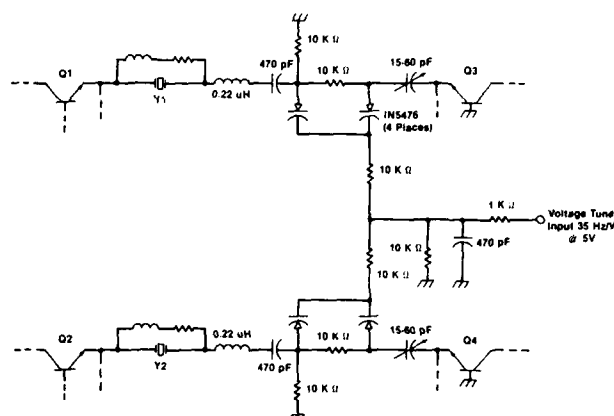 10 K Ω
Q1
470 pF
15-60 pF
Q3
10 K Ω
Y1
0.22 uH
IN5476
(4 Places)
10 K Ω
1 K Ω
Voltage Tune
Input 35 Hz/V
@ 5V
10 K Ω
470 pF
10 K Ω
0.22 uH
15-60 pF
Q2
Q4
Y2
470 pF
10 K Ω
10 K Ω